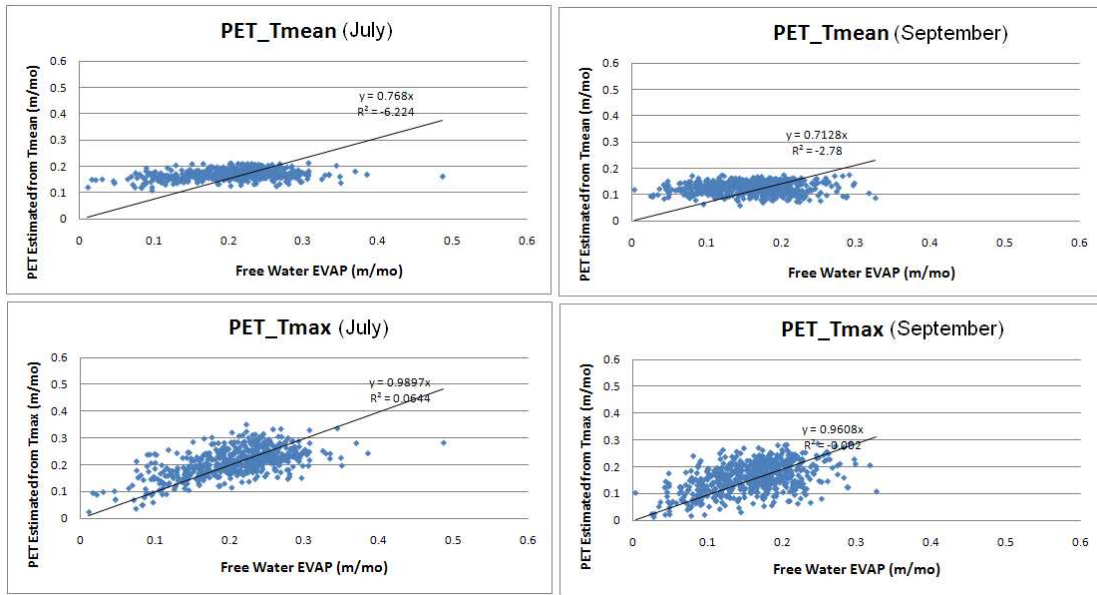 PET_Tmean (July)
PET Estimatedfrom Tmean (m/mo)
0.6
0.5
0.4
0.3
0.2
0.1
0
y = 0.768x
R² = -6.224
0 0.1 0.2 0.3 0.4 0.5 0.6
Free Water EVAP (m/mo)
PET_Tmean (September)
PET Estimatedfrom Tmean (m/mo)
0.6
0.5
0.4
0.3
0.2
0.1
0
y = 0.7128x
R² = -2.78
0 0.1 0.2 0.3 0.4 0.5 0.6
Free Water EVAP (m/mo)
PET_Tmax (July)
PET Estimatedfrom Tmax (m/mo)
0.6
0.5
0.4
0.3
0.2
0.1
0
y = 0.9897x
R² = 0.0644
0 0.1 0.2 0.3 0.4 0.5 0.6
Free Water EVAP (m/mo)
PET_Tmax (September)
PET Estimatedfrom Tmax (m/mo)
0.6
0.5
0.4
0.3
0.2
0.1
0
y = 0.9608x
R² = -0.002
0 0.1 0.2 0.3 0.4 0.5 0.6
Free Water EVAP (m/mo)